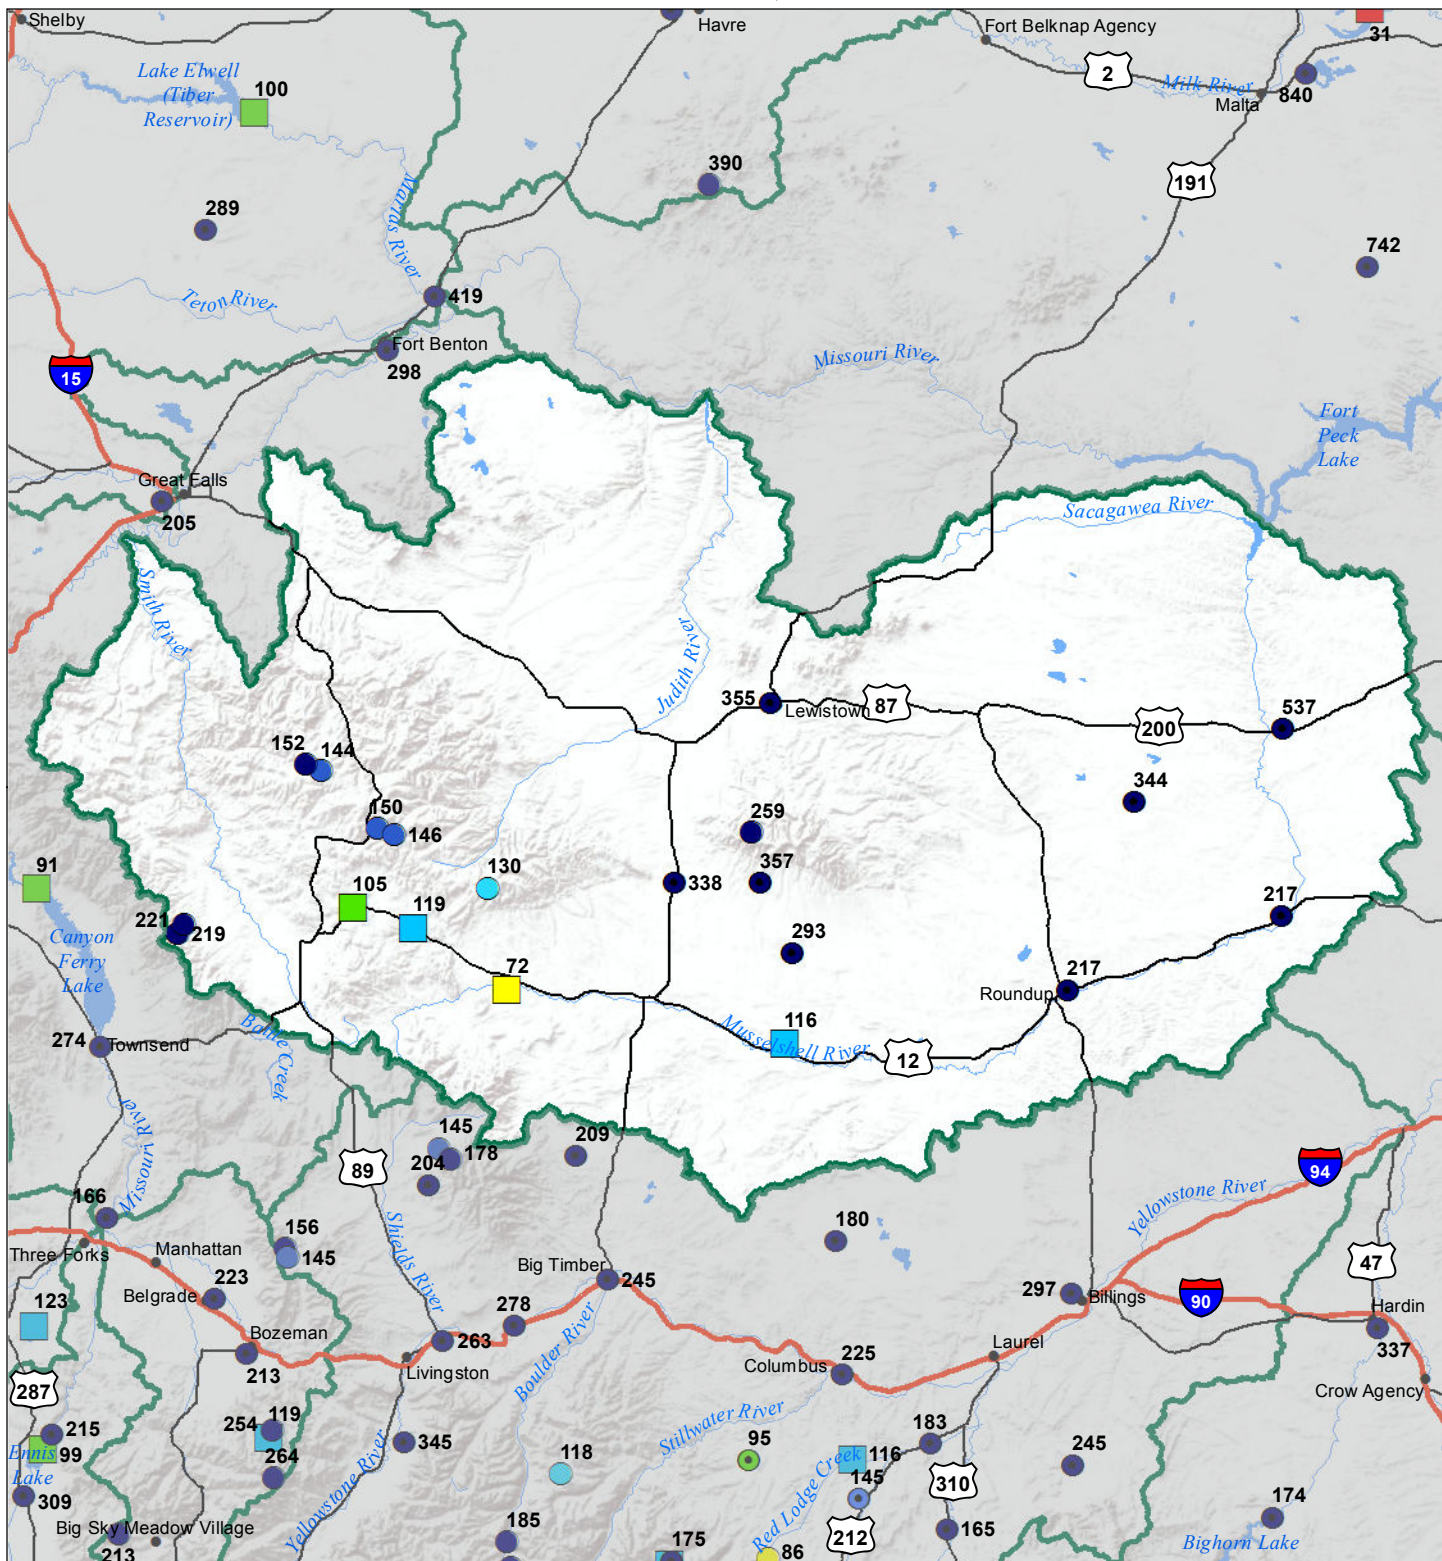 Shelby
Havre
Fort Belknap Agency
31
2
Lake Elwell
(Tiber
Reservoir)
100
Milk River
Malta
840
390
191
Marias River
289
742
Teton River
419
Fort Benton
298
Missouri River
15
Fort
Peck
Lake
Great Falls
205
Sacagawea River
Smith River
Judith River
355
Lewistown
87
200
537
152
144
344
150
146
259
130
357
338
91
105
119
221
219
217
Canyon
Ferry
Lake
293
72
217
Roundup
116
Musselshell River
12
274
Townsend
Battle Creek
Missouri River
145
178
204
209
89
94
166
Yellowstone River
180
Three Forks
Manhattan
156
145
Shields River
47
Big Timber
245
Belgrade
223
297
Billings
90
Hardin
123
278
337
Bozeman
213
263
Livingston
Boulder River
Laurel
Columbus
225
287
Crow Agency
215
99
Ennis
Lake
254
119
264
345
Stillwater River
183
118
95
116
145
Red Lodge Creek
245
310
309
Yellowstone River
174
Big Sky Meadow Village
213
185
175
86
212
165
Bighorn Lake